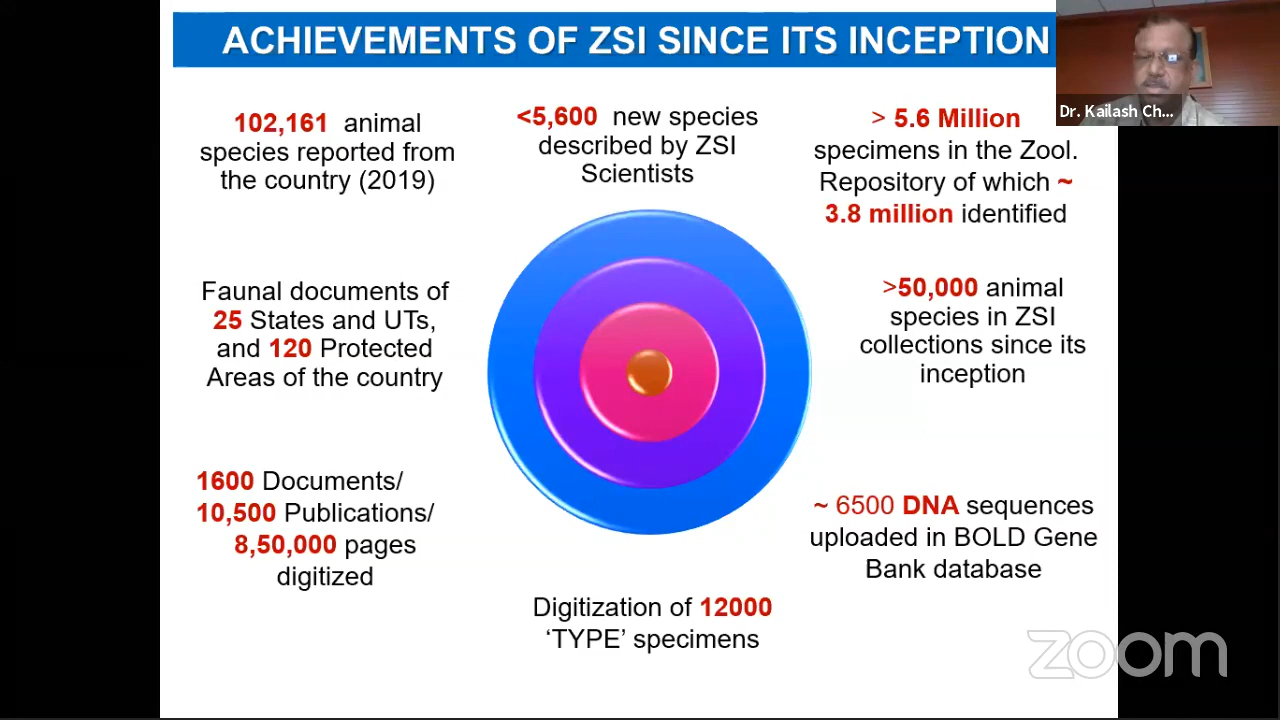 ACHIEVEMENTS OF ZSI SINCE ITS INCEPTION
Dr. Kailash Ch...
102,161 animal
species reported from
the country (2019)
<5,600 new species
described by ZSI
Scientists
> 5.6 Million
specimens in the Zool.
Repository of which ~
3.8 million identified
Faunal documents of
25 States and UTs,
and 120 Protected
Areas of the country
>50,000 animal
species in ZSI
collections since its
inception
1600 Documents/
10,500 Publications/
8,50,000 pages
digitized
~ 6500 DNA sequences
uploaded in BOLD Gene
Bank database
Digitization of 12000
‘TYPE’ specimens
zoom